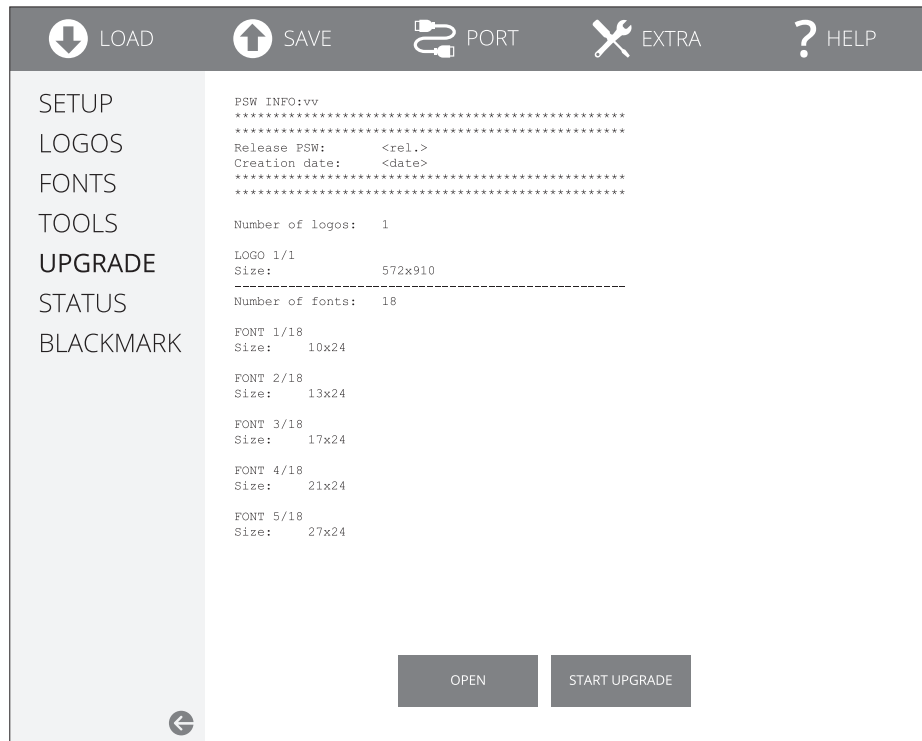 LOAD
SAVE
PORT
EXTRA
? HELP
SETUP
LOGOS
FONTS
TOOLS
UPGRADE
STATUS
BLACKMARK
PSW INFO:vv
***************************************************
***************************************************
Release PSW: <rel.>
Creation date: <date>
***************************************************
***************************************************
Number of logos: 1
LOGO 1/1
Size: 572x910
---------------------------------------------------
Number of fonts: 18
FONT 1/18
Size: 10x24
FONT 2/18
Size: 13x24
FONT 3/18
Size: 17x24
FONT 4/18
Size: 21x24
FONT 5/18
Size: 27x24
OPEN
START UPGRADE